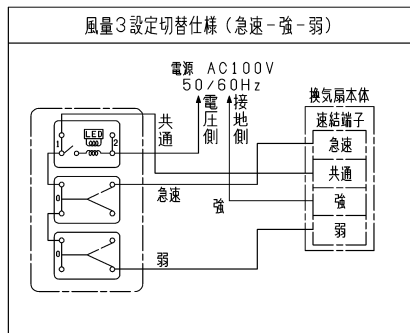 風量3設定切替仕様(急速-強-弱)
電源 AC100V
50/60Hz
電圧側
接地側
共通
換気扇本体
速結端子
急速
共通
強
弱
LED
1
2
0
急速
強
0
弱